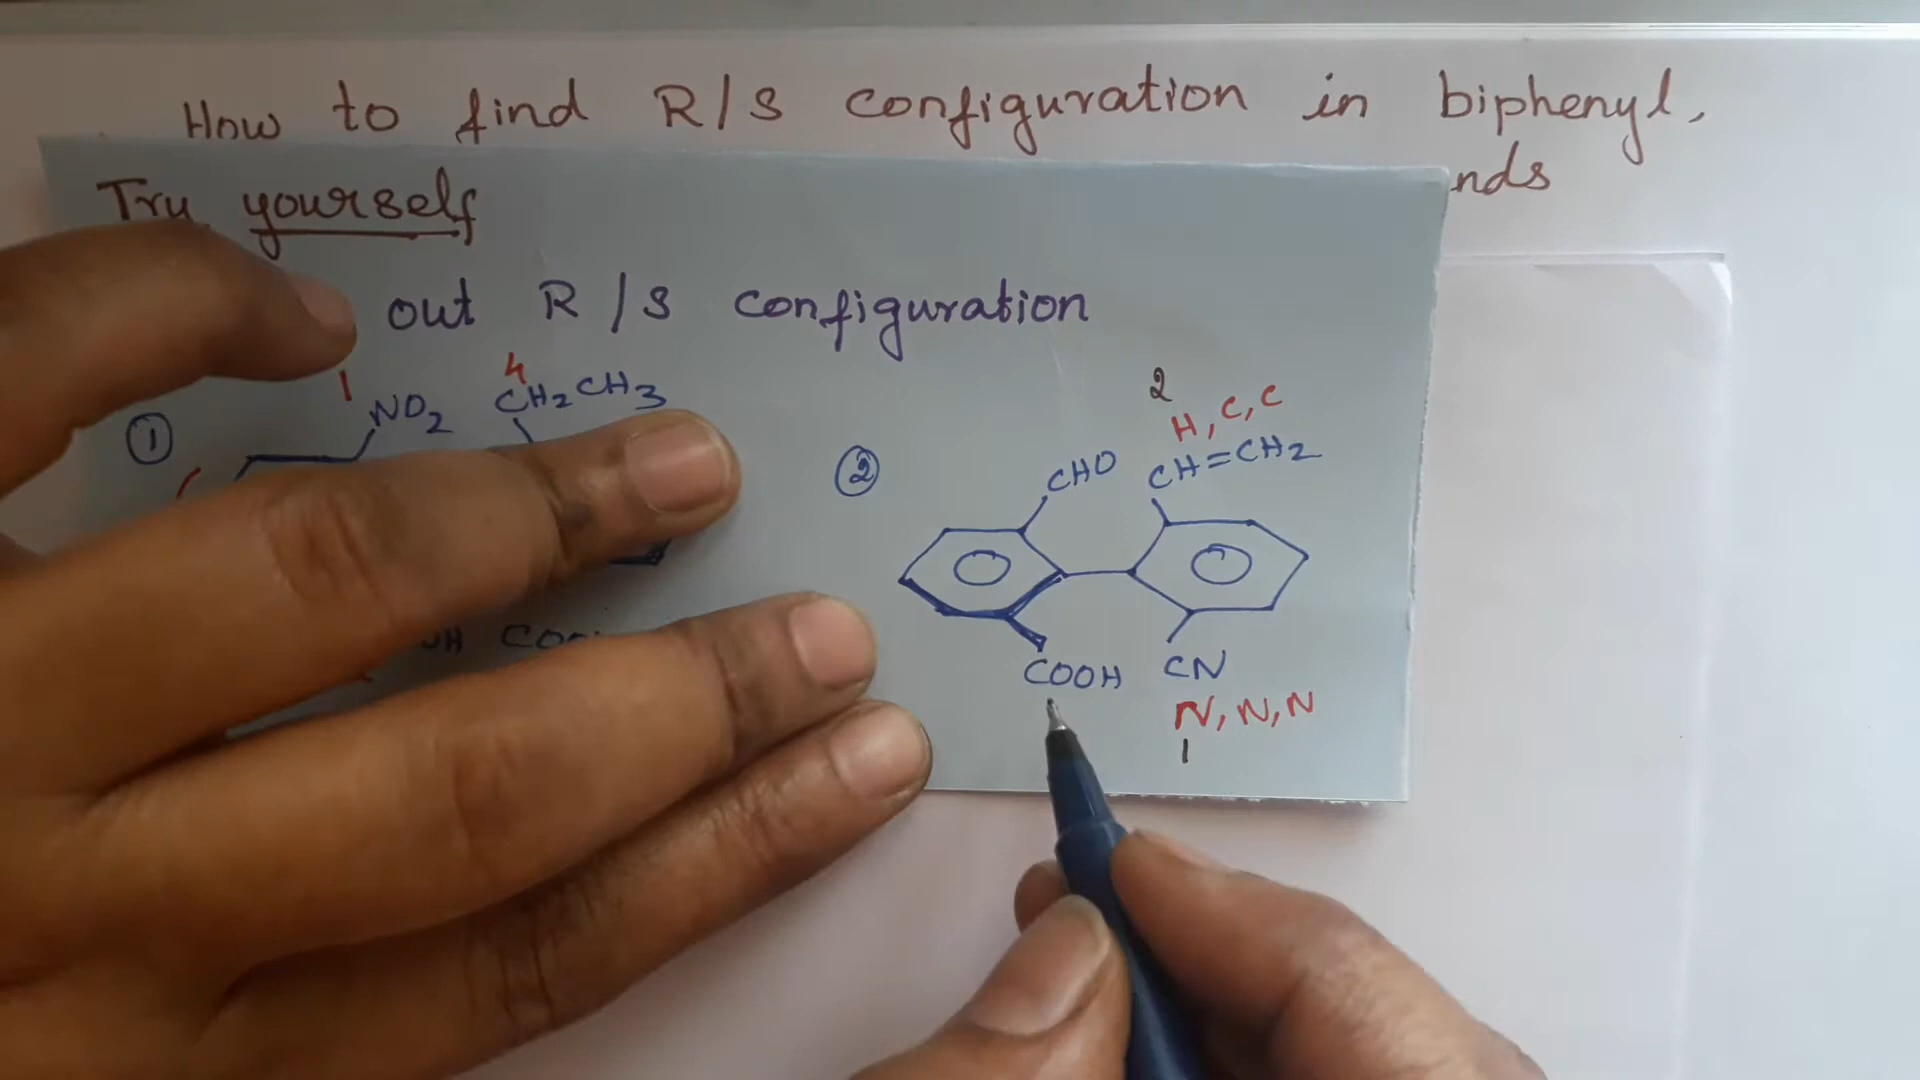 How to find R/S configuration in biphenyl,
nds
Try yourself
out R/S configuration
1
4
①
NO2
CH2CH3
②
CHO
2
H, C, C
CH=CH2
COOH
CN
N, N, N
1